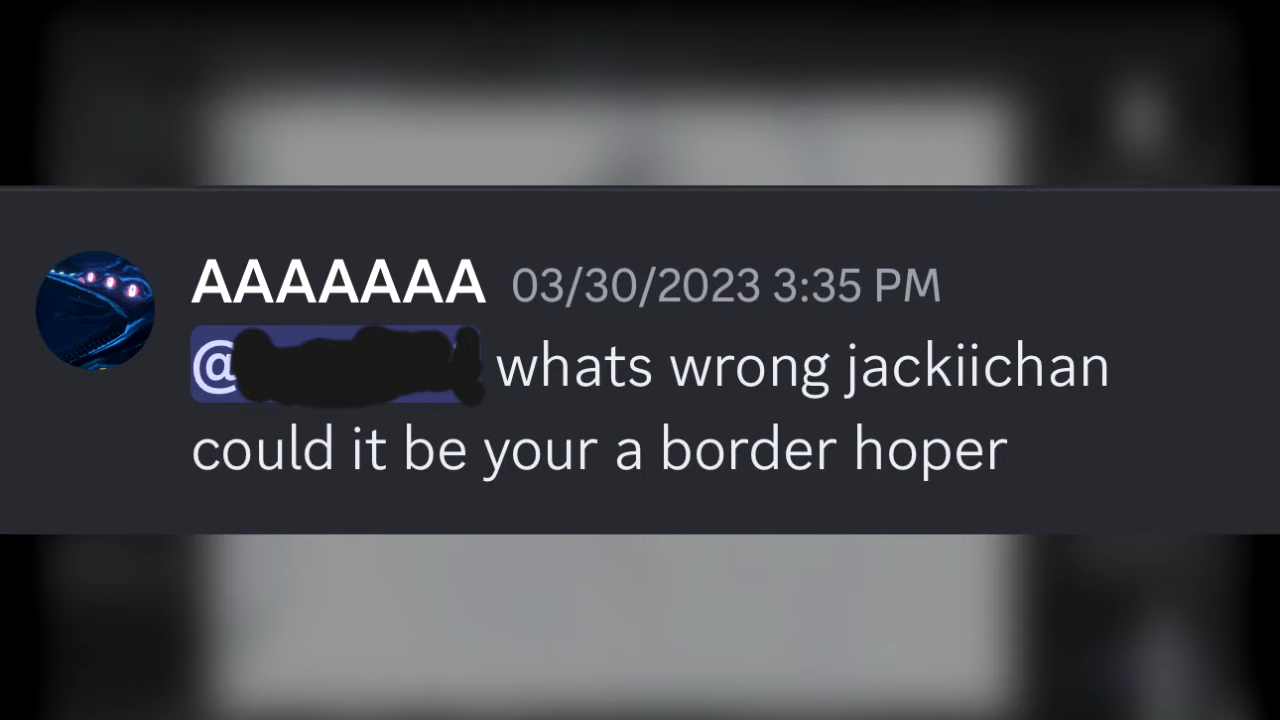 AAAAAAA 03/30/2023 3:35 PM
@ whats wrong jackiichan
could it be your a border hoper